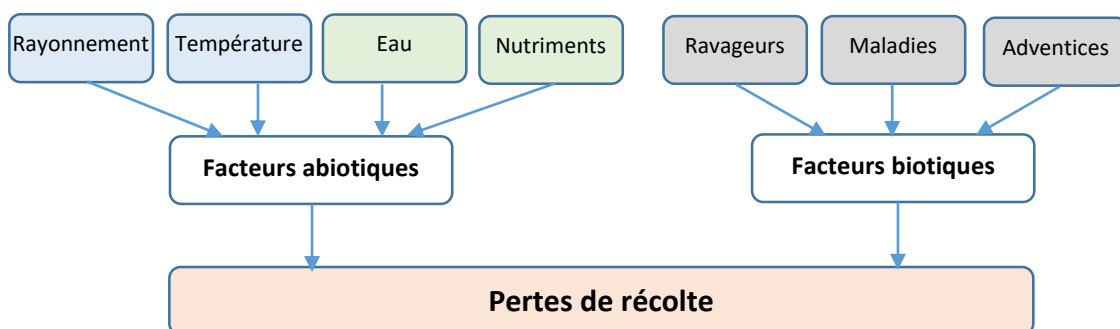 Rayonnement
Température
Eau
Nutriments
Ravageurs
Maladies
Adventices
Facteurs abiotiques
Facteurs biotiques
Pertes de récolte